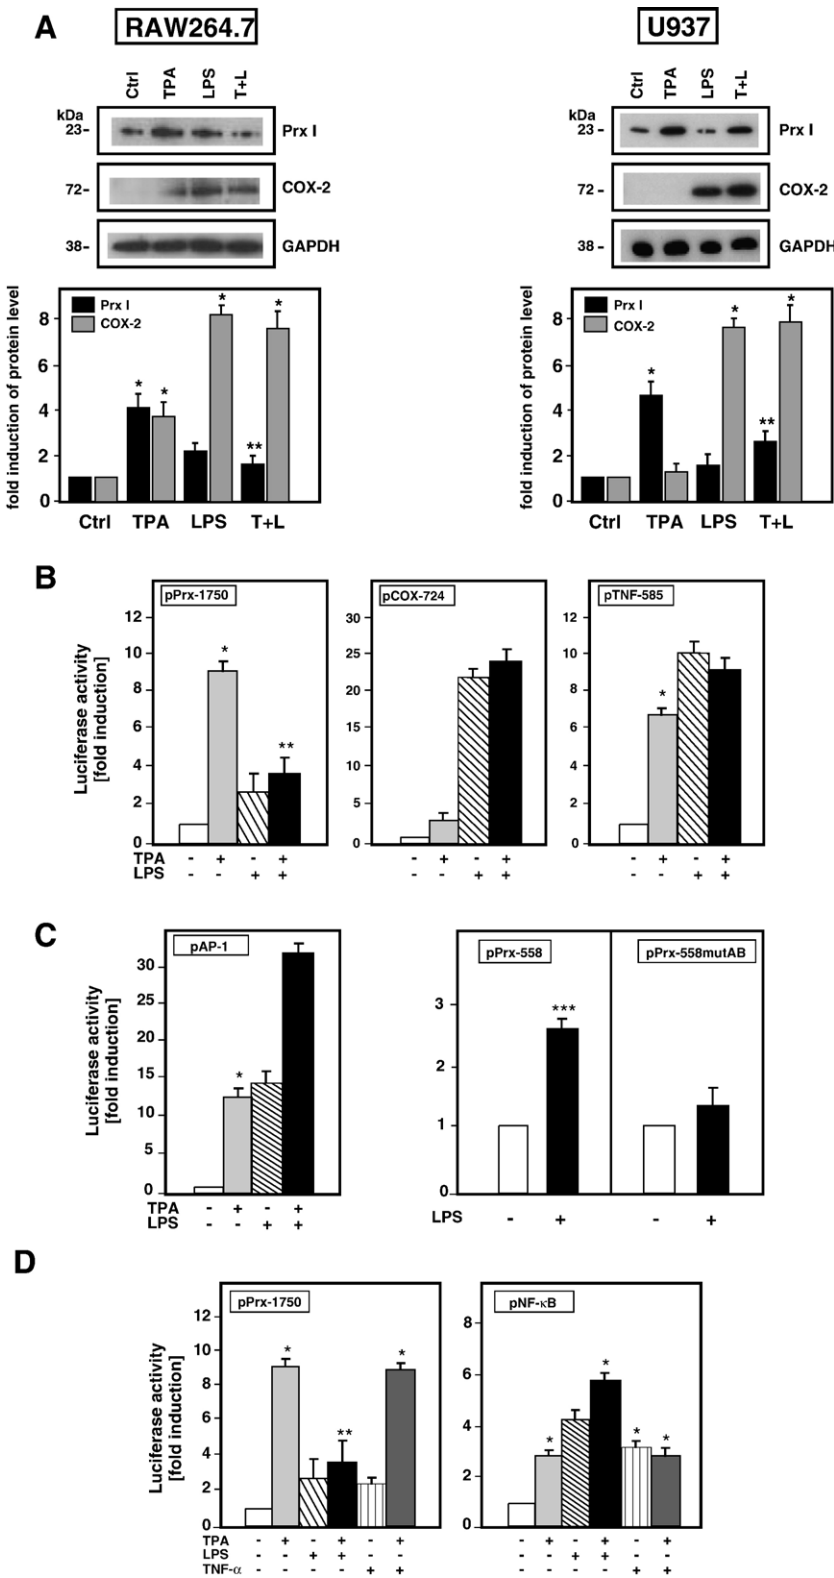 A
RAW264.7
U937
Ctrl TPA LPS T+L
kDa
23- Prx I
72- COX-2
38- GAPDH
Ctrl TPA LPS T+L
kDa
23- Prx I
72- COX-2
38- GAPDH
fold induction of protein level
Prx I
COX-2
8
6
4
2
0
* * * ** *
Ctrl TPA LPS T+L
fold induction of protein level
Prx I
COX-2
8
6
4
2
0
* * ** *
Ctrl TPA LPS T+L
B
Luciferase activity
[fold induction]
pPrx-1750
12
10
8
6
4
2
0
* **
pCOX-724
30
25
20
15
10
5
0
pTNF-585
12
10
8
6
4
2
0
*
TPA - + - + - + - + - + - +
LPS - - + + - - + + - - + +
C
Luciferase activity
[fold induction]
pAP-1
30
25
20
15
10
5
0
*
TPA - + - +
LPS - - + +
Luciferase activity
[fold induction]
pPrx-558
pPrx-558mutAB
3
2
1
0
***
LPS - + - +
D
Luciferase activity
[fold induction]
pPrx-1750
12
10
8
6
4
2
0
* ** *
pNF-κB
8
6
4
2
0
* * * *
TPA - + - + - + - + - + - +
LPS - - + + - - - - + + - -
TNF-α - - - - + + - - - - + +